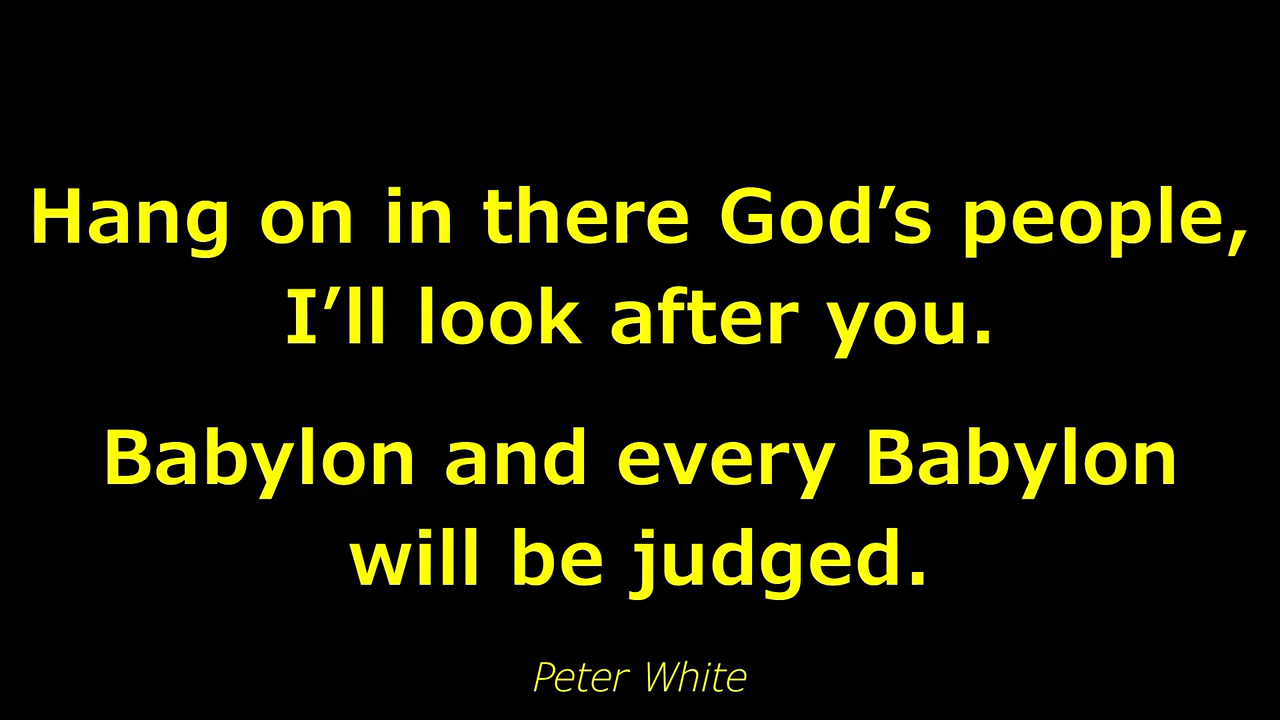 Hang on in there God’s people,
I’ll look after you.
Babylon and every Babylon
will be judged.
Peter White